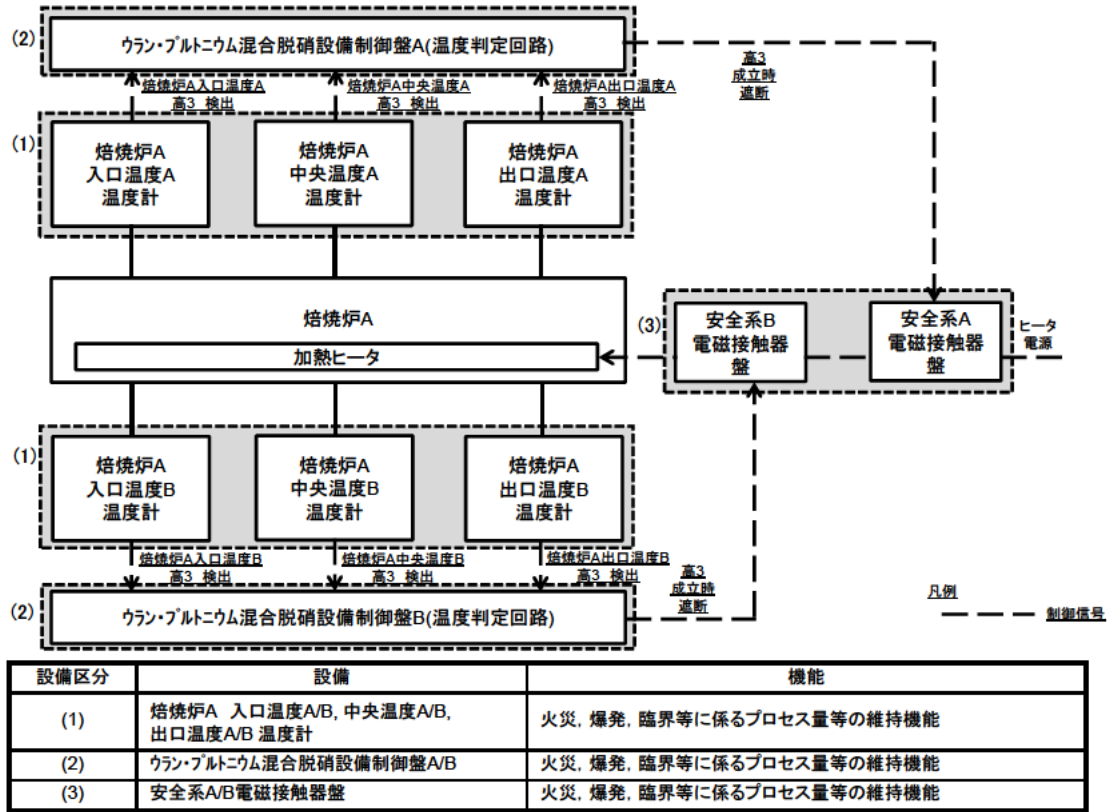 (2)
ウラン・プルトニウム混合脱硝設備制御盤A(温度判定回路)
高3
成立時
遮断
焙焼炉A入口温度A
高3 検出
焙焼炉A中央温度A
高3 検出
焙焼炉A出口温度A
高3 検出
(1)
焙焼炉A
入口温度A
温度計
焙焼炉A
中央温度A
温度計
焙焼炉A
出口温度A
温度計
焙焼炉A
加熱ヒータ
(3)
安全系B
電磁接触器
盤
安全系A
電磁接触器
盤
ヒータ
電源
(1)
焙焼炉A
入口温度B
温度計
焙焼炉A
中央温度B
温度計
焙焼炉A
出口温度B
温度計
焙焼炉A入口温度B
高3 検出
焙焼炉A中央温度B
高3 検出
焙焼炉A出口温度B
高3 検出
高3
成立時
遮断
(2)
ウラン・プルトニウム混合脱硝設備制御盤B(温度判定回路)
凡例
制御信号
設備区分 設備 機能
(1) 焙焼炉A 入口温度A/B, 中央温度A/B,
出口温度A/B 温度計
火災, 爆発, 臨界等に係るプロセス量等の維持機能
(2) ウラン・プルトニウム混合脱硝設備制御盤A/B 火災, 爆発, 臨界等に係るプロセス量等の維持機能
(3) 安全系A/B電磁接触器盤 火災, 爆発, 臨界等に係るプロセス量等の維持機能